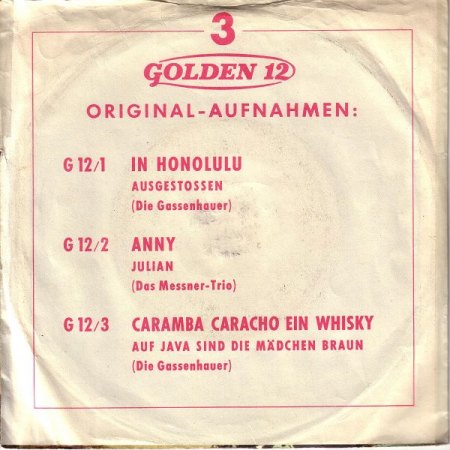 3
GOLDEN 12
ORIGINAL-AUFNAHMEN:
G 12/1 IN HONOLULU
AUSGESTOSSEN
(Die Gassenhauer)
G 12/2 ANNY
JULIAN
(Das Messner-Trio)
G 12/3 CARAMBA CARACHO EIN WHISKY
AUF JAVA SIND DIE MÄDCHEN BRAUN
(Die Gassenhauer)